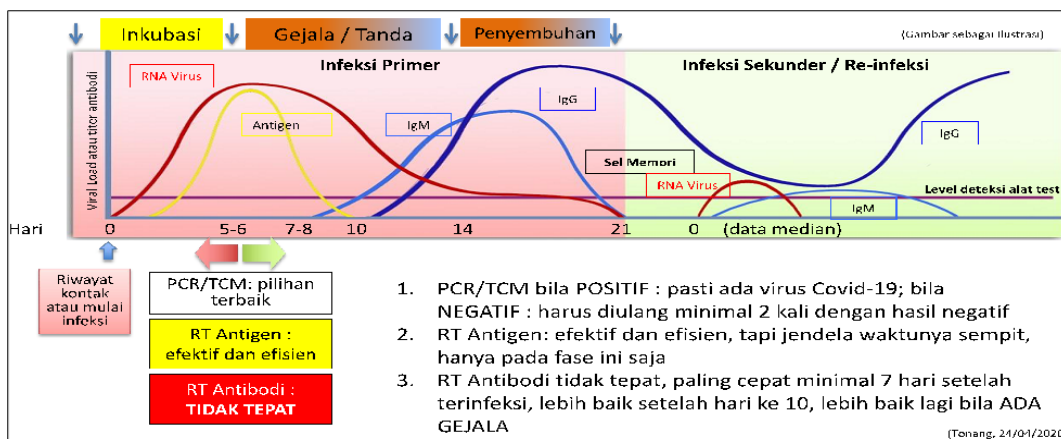 Inkubasi
Gejala / Tanda
Penyembuhan
(Gambar sebagai Ilustrasi)
Infeksi Primer
Infeksi Sekunder / Re-infeksi
RNA Virus
Antigen
IgM
IgG
IgG
Sel Memori
RNA Virus
Level deteksi alat test
IgM
Viral Load atau titer antibodi
Hari
0
5-6
7-8
10
14
21
0
(data median)
Riwayat
kontak
atau mulai
infeksi
PCR/TCM: pilihan
terbaik
RT Antigen :
efektif dan efisien
RT Antibodi :
TIDAK TEPAT
1. PCR/TCM bila POSITIF : pasti ada virus Covid-19; bila
NEGATIF : harus diulang minimal 2 kali dengan hasil negatif
2. RT Antigen: efektif dan efisien, tapi jendela waktunya sempit,
hanya pada fase ini saja
3. RT Antibodi tidak tepat, paling cepat minimal 7 hari setelah
terinfeksi, lebih baik setelah hari ke 10, lebih baik lagi bila ADA
GEJALA
(Tonang, 24/04/2020